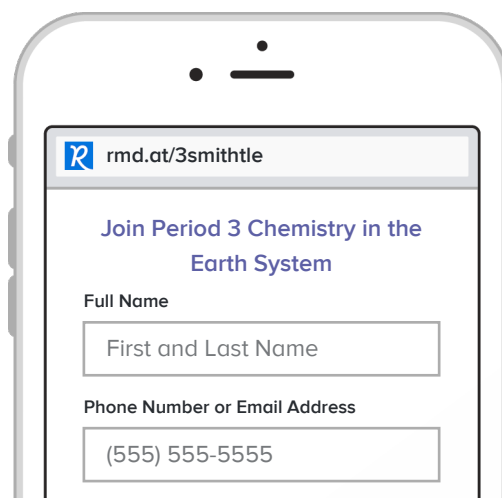 rmd.at/3smithtle
Join Period 3 Chemistry in the
Earth System
Full Name
First and Last Name
Phone Number or Email Address
(555) 555-5555